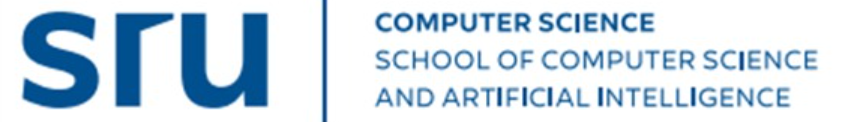 sru
COMPUTER SCIENCE
SCHOOL OF COMPUTER SCIENCE
AND ARTIFICIAL INTELLIGENCE